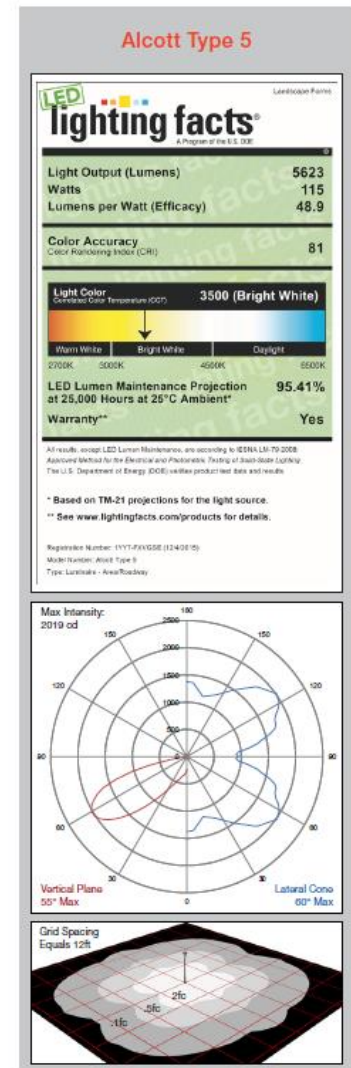 Alcott Type 5
Landscape Forms
LED
lighting facts®
A Program of the U.S. DOE
Light Output (Lumens) 5623
Watts 115
Lumens per Watt (Efficacy) 48.9
Color Accuracy
Color Rendering Index (CRI) 81
Light Color
Correlated Color Temperature (CCT) 3500 (Bright White)
Warm White Bright White Daylight
2700K 3000K 4500K 6500K
LED Lumen Maintenance Projection
at 25,000 Hours at 25°C Ambient* 95.41%
Warranty** Yes
All results, except LED Lumen Maintenance, are according to IESNA LM-79-2008:
Approved Method for the Electrical and Photometric Testing of Solid-State Lighting.
The U.S. Department of Energy (DOE) verifies product test data and results.
* Based on TM-21 projections for the light source.
** See www.lightingfacts.com/products for details.
Registration Number: (12/4/2015)
Model Number: Alcott Type 5
Type: Luminaire - Area/Roadway
Max Intensity:
2019 cd
180
2500
150 150
2000
1500
120 120
1000
500
90 90
60 60
30 30
0
Vertical Plane
55° Max
Lateral Cone
60° Max
Grid Spacing
Equals 12ft
.2fc
.5fc
.1fc